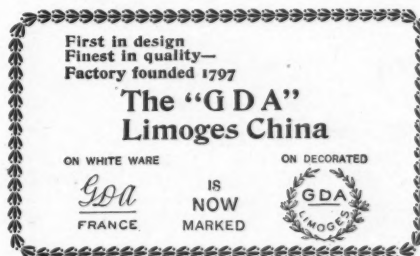 First in design
Finest in quality—
Factory founded 1797
The "G D A"
Limoges China
ON WHITE WARE
GDa
FRANCE
IS
NOW
MARKED
ON DECORATED
GDA
LIMOGES